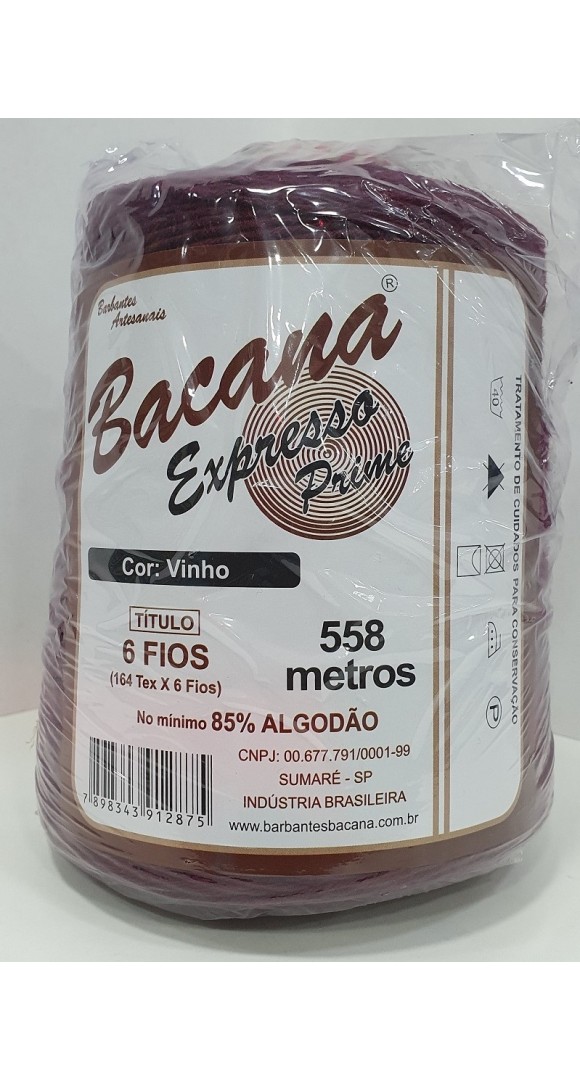 Barbantes
Artesanais
Bacana ®
Expresso
Prime
Cor: Vinho
TÍTULO
6 FIOS
(164 Tex X 6 Fios)
558
metros
No mínimo 85% ALGODÃO
CNPJ: 00.677.791/0001-99
SUMARÉ - SP
INDÚSTRIA BRASILEIRA
www.barbantesbacana.com.br
7 898343 912875
TRATAMENTO DE CUIDADOS PARA CONSERVAÇÃO
40
P